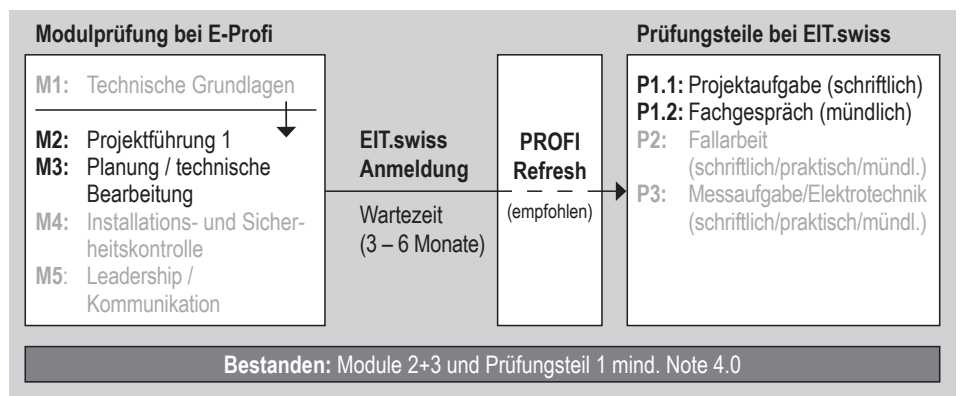 Modulprüfung bei E-Profi
M1: Technische Grundlagen
M2: Projektführung 1
M3: Planung / technische
Bearbeitung
M4: Installations- und Sicher-
heitskontrolle
M5: Leadership /
Kommunikation
EIT.swiss
Anmeldung
Wartezeit
(3 – 6 Monate)
PROFI
Refresh
(empfohlen)
Prüfungsteile bei EIT.swiss
P1.1: Projektaufgabe (schriftlich)
P1.2: Fachgespräch (mündlich)
P2: Fallarbeit
(schriftlich/praktisch/mündl.)
P3: Messaufgabe/Elektrotechnik
(schriftlich/praktisch/mündl.)
Bestanden: Module 2+3 und Prüfungsteil 1 mind. Note 4.0